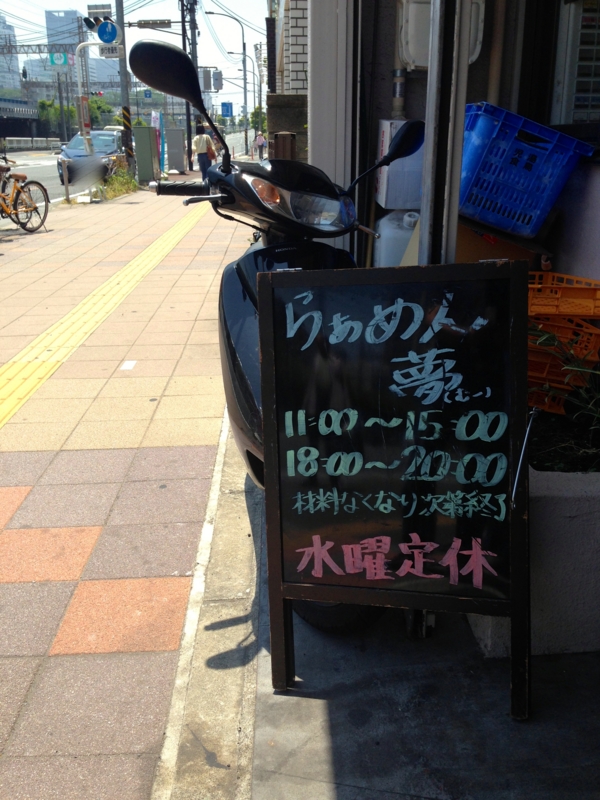 らぁめん
夢(むー)
11:00〜15:00
18:00〜20:00
材料なくなり次第終了
水曜定休